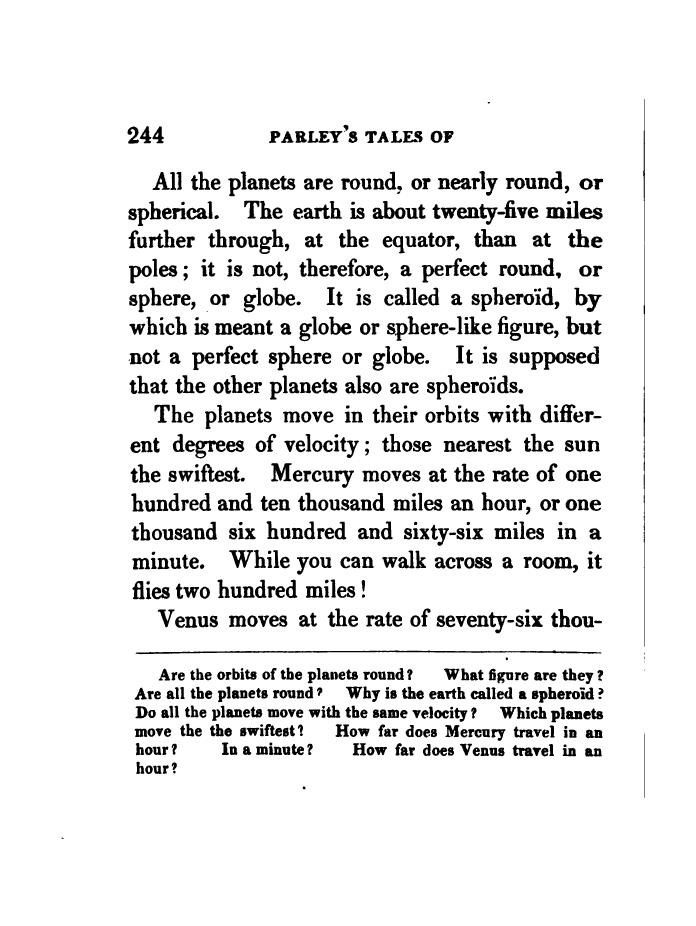 244 PARLEY'S TALES OF
All the planets are round, or nearly round, or
spherical. The earth is about twenty-five miles
further through, at the equator, than at the
poles; it is not, therefore, a perfect round, or
sphere, or globe. It is called a spheroïd, by
which is meant a globe or sphere-like figure, but
not a perfect sphere or globe. It is supposed
that the other planets also are spheroïds.
The planets move in their orbits with differ-
ent degrees of velocity; those nearest the sun
the swiftest. Mercury moves at the rate of one
hundred and ten thousand miles an hour, or one
thousand six hundred and sixty-six miles in a
minute. While you can walk across a room, it
flies two hundred miles!
Venus moves at the rate of seventy-six thou-
Are the orbits of the planets round? What figure are they?
Are all the planets round? Why is the earth called a spheroïd?
Do all the planets move with the same velocity? Which planets
move the the swiftest? How far does Mercury travel in an
hour? In a minute? How far does Venus travel in an
hour?